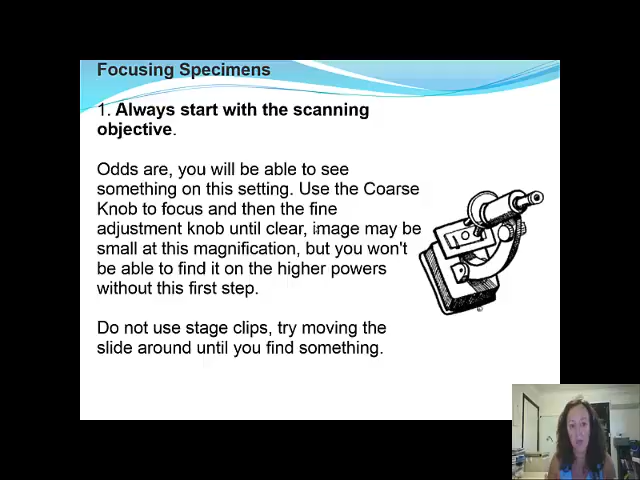 Focusing Specimens
1. Always start with the scanning
objective.
Odds are, you will be able to see
something on this setting. Use the Coarse
Knob to focus and then the fine
adjustment knob until clear, image may be
small at this magnification, but you won't
be able to find it on the higher powers
without this first step.
Do not use stage clips, try moving the
slide around until you find something.